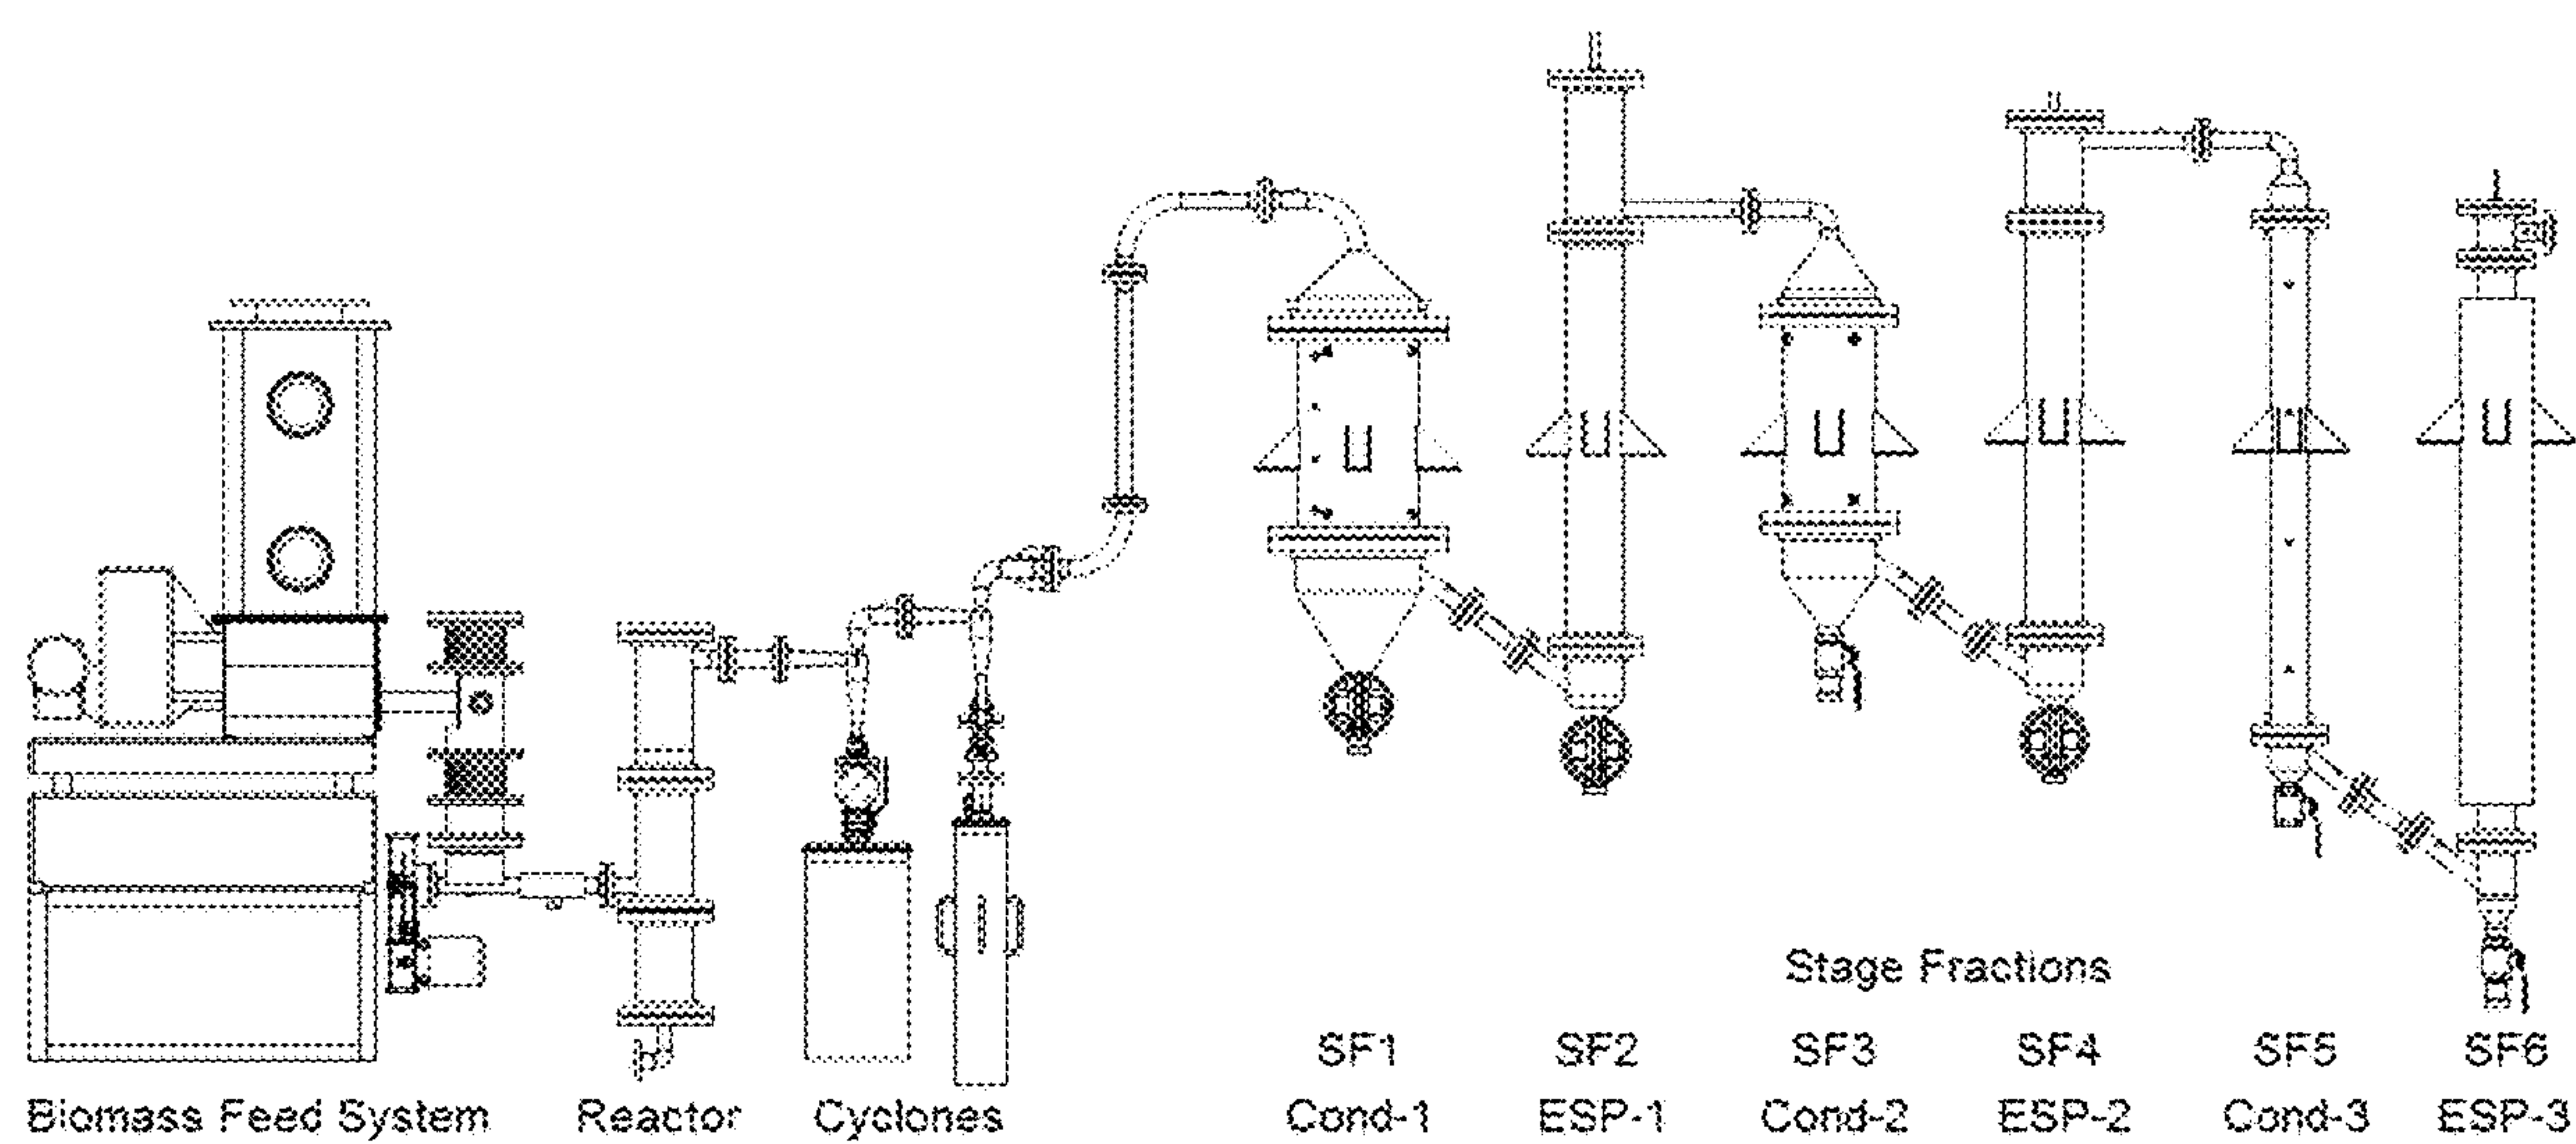 Stage Fractions
SF1 SF2 SF3 SF4 SF5 SF6
Biomass Feed System Reactor Cyclones Cond-1 ESP-1 Cond-2 ESP-2 Cond-3 ESP-3